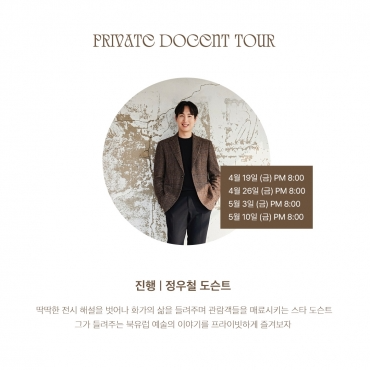 PRIVATE DOCENT TOUR
4월 19일 (금) PM 8:00
4월 26일 (금) PM 8:00
5월 3일 (금) PM 8:00
5월 10일 (금) PM 8:00
진행 | 정우철 도슨트
딱딱한 전시 해설을 벗어나 화가의 삶을 들려주며 관람객들을 매료시키는 스타 도슨트
그가 들려주는 북유럽 예술의 이야기를 프라이빗하게 즐겨보자